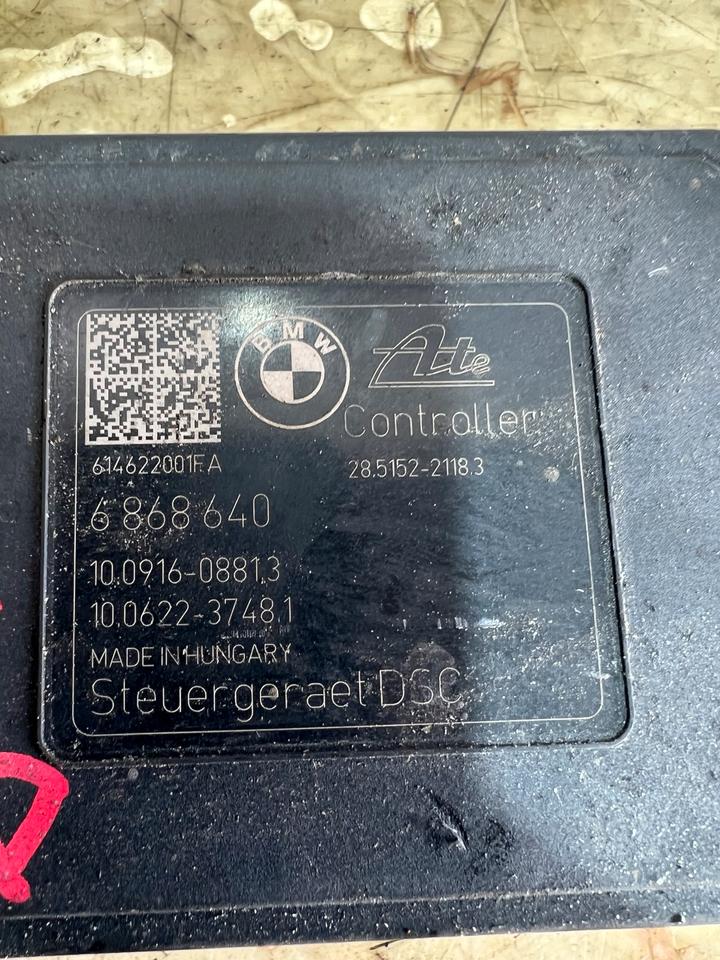 BMW
Ate
Controller
614622001FA 28.5152-2118.3
6 868 640
10.0916-0881.3
10.0622-3748.1
MADE IN HUNGARY
Steuergeraet DSC